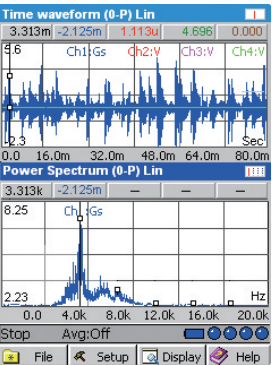 Time waveform (0-P) Lin
3.313m -2.125m 1.113u 4.696 0.000
5.6 Ch1:Gs Ch2:V Ch3:V Ch4:V
-2.3 Sec
0.0 16.0m 32.0m 48.0m 64.0m 80.0m
Power Spectrum (0-P) Lin
3.313k -2.125m — — —
8.25 Ch :Gs
2.23 Hz
0.0 4.0k 8.0k 12.0k 16.0k 20.0k
Stop Avg:Off
File Setup Display Help